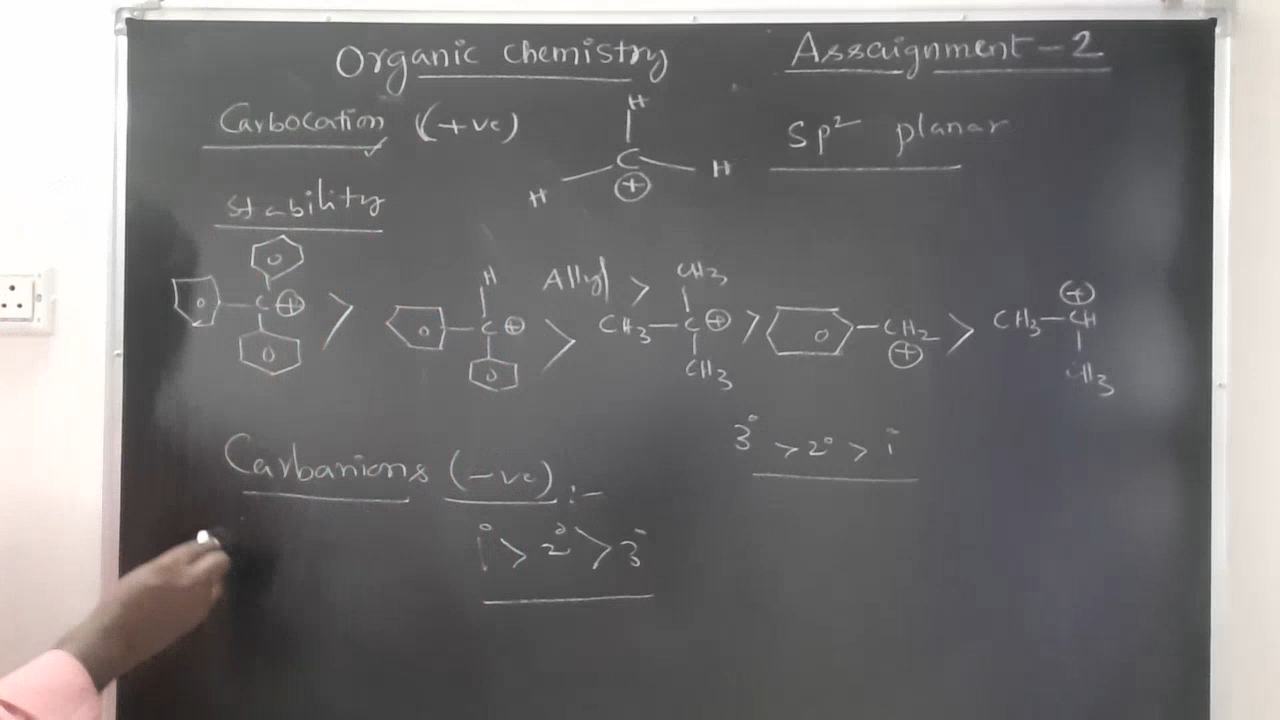 Organic Chemistry
Assaignment - 2
Carbocation (+ve)
H
C
H
H
⊕
Sp² planar
Stability
C⊕ > H C ⊕ > Allyl > CH3 CH3—C⊕ CH3 > —CH2 ⊕ > CH3—CH ⊕ CH3
3° > 2° > 1°
Carbanions (-ve) :-
1° > 2° > 3°